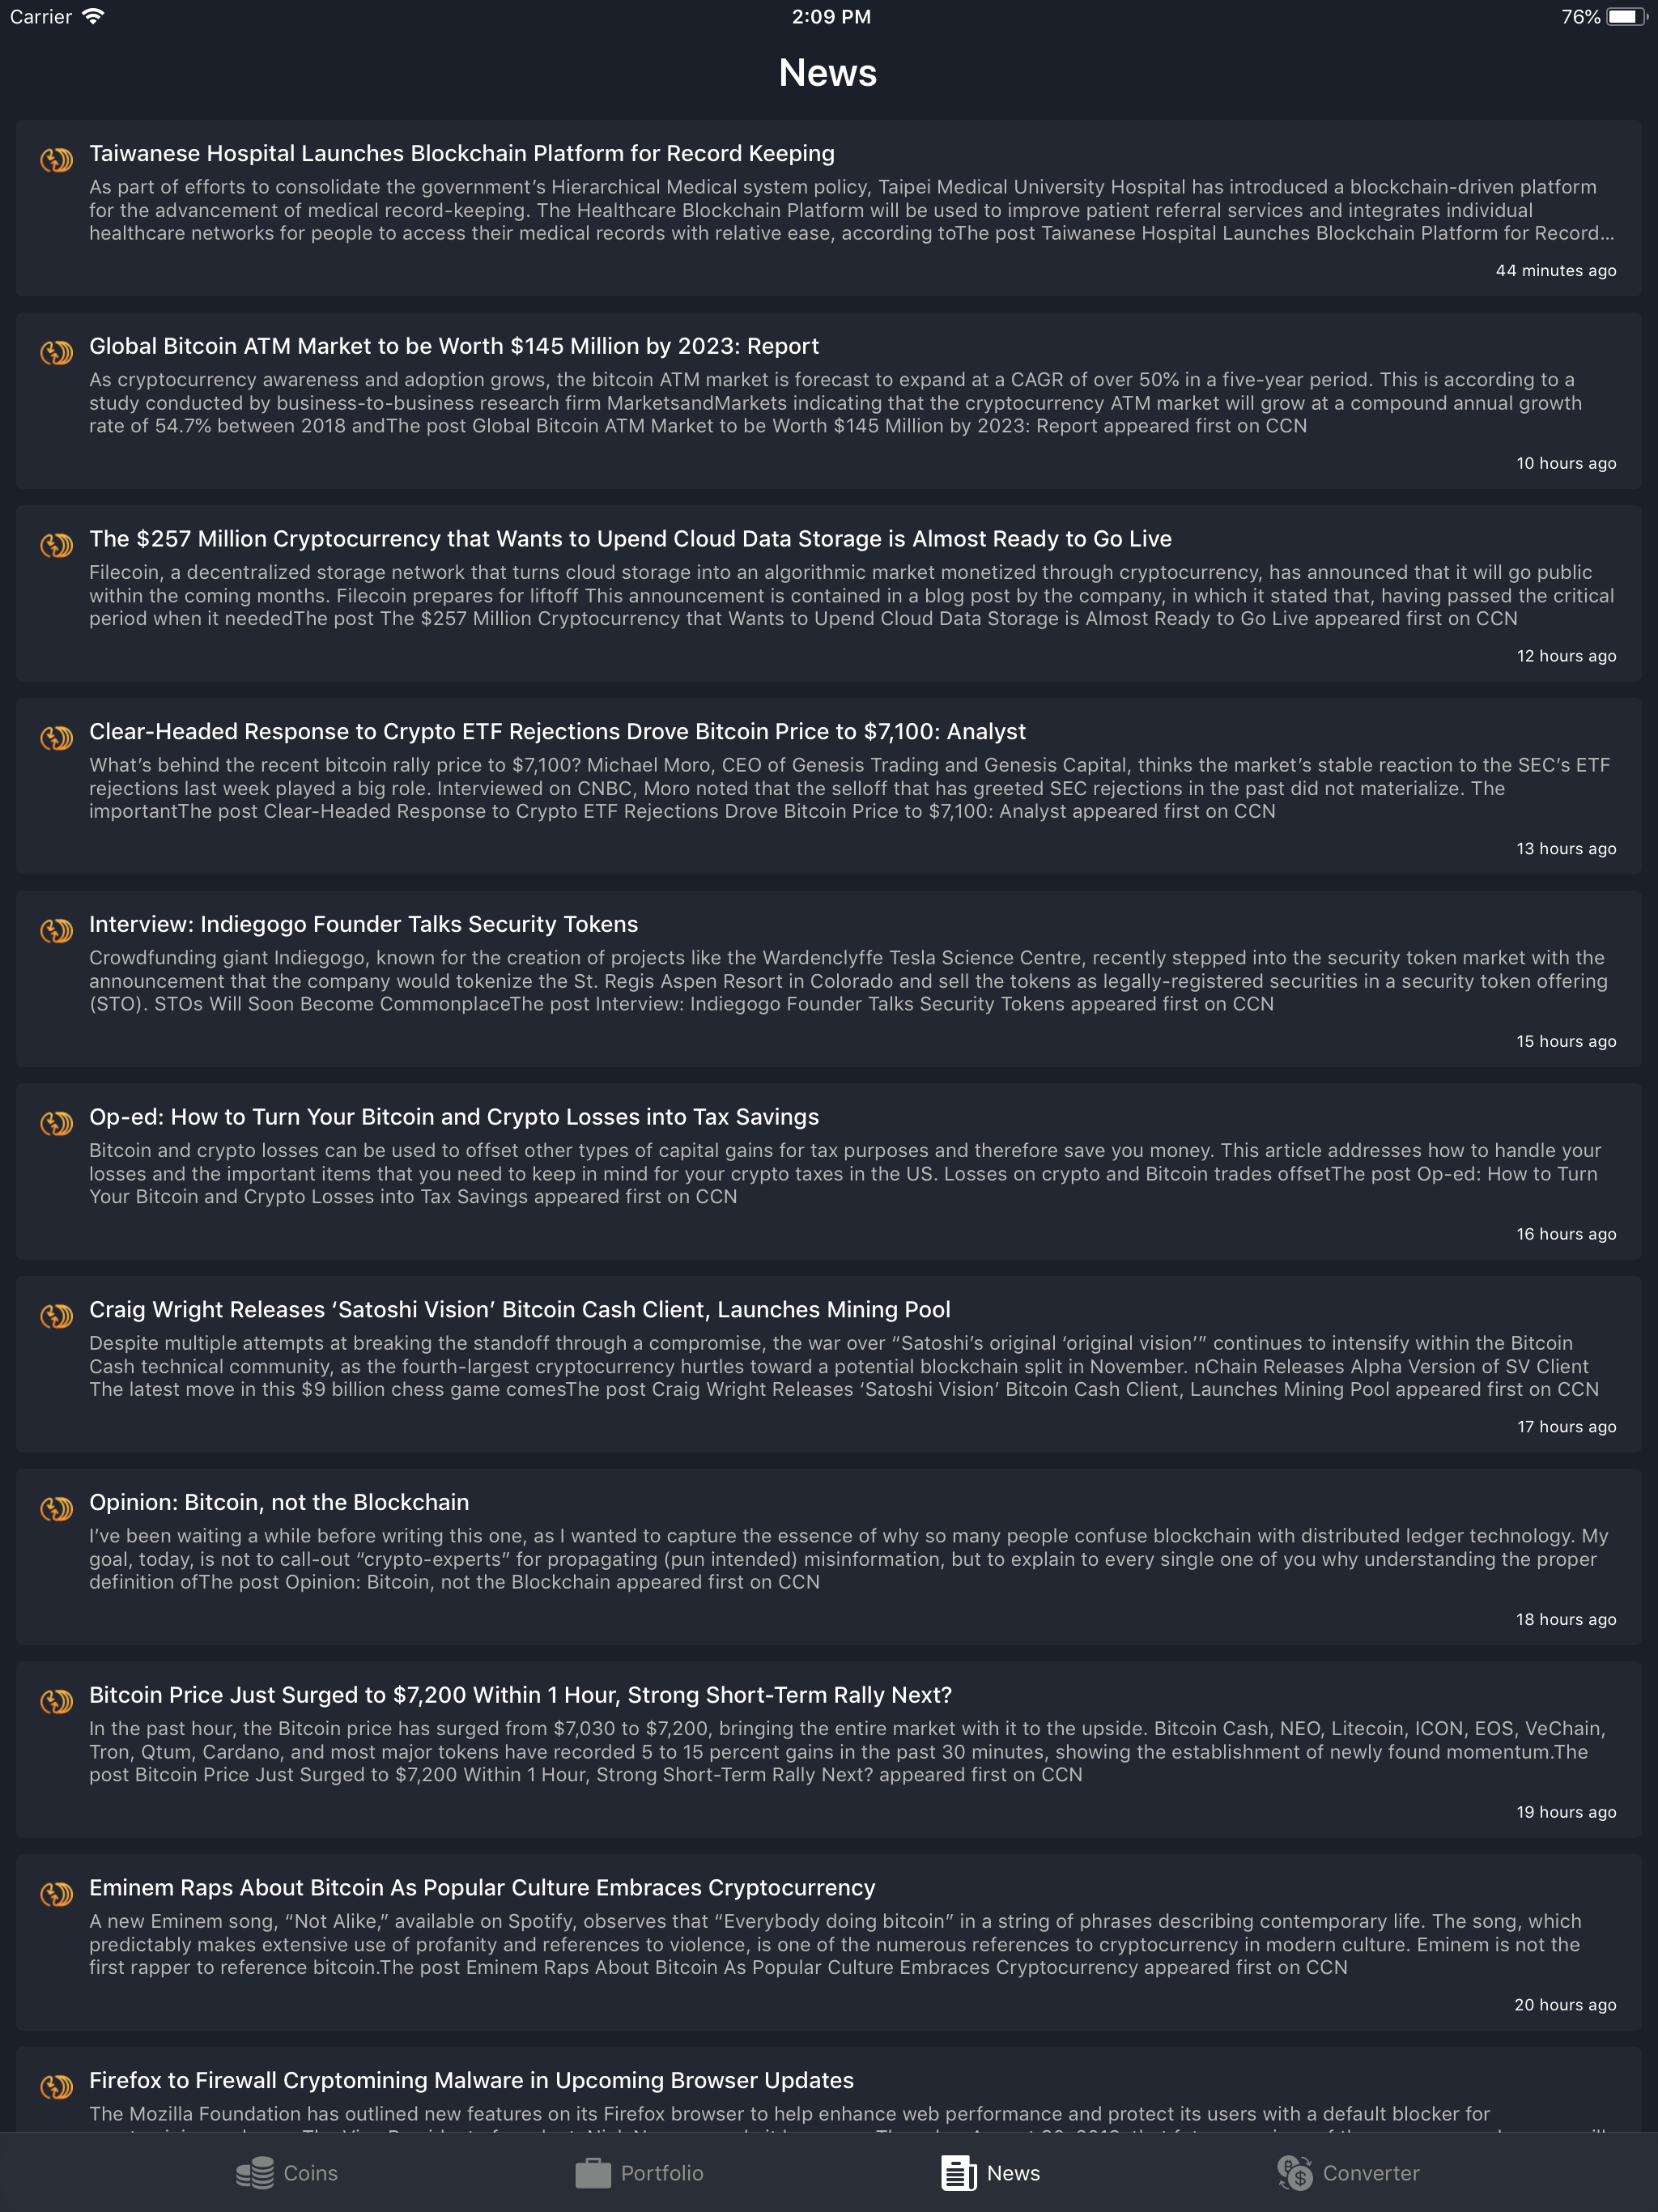 Carrier 2:09 PM 76%
News
Taiwanese Hospital Launches Blockchain Platform for Record Keeping
As part of efforts to consolidate the government’s Hierarchical Medical system policy, Taipei Medical University Hospital has introduced a blockchain-driven platform
for the advancement of medical record-keeping. The Healthcare Blockchain Platform will be used to improve patient referral services and integrates individual
healthcare networks for people to access their medical records with relative ease, according toThe post Taiwanese Hospital Launches Blockchain Platform for Record...
44 minutes ago
Global Bitcoin ATM Market to be Worth $145 Million by 2023: Report
As cryptocurrency awareness and adoption grows, the bitcoin ATM market is forecast to expand at a CAGR of over 50% in a five-year period. This is according to a
study conducted by business-to-business research firm MarketsandMarkets indicating that the cryptocurrency ATM market will grow at a compound annual growth
rate of 54.7% between 2018 andThe post Global Bitcoin ATM Market to be Worth $145 Million by 2023: Report appeared first on CCN
10 hours ago
The $257 Million Cryptocurrency that Wants to Upend Cloud Data Storage is Almost Ready to Go Live
Filecoin, a decentralized storage network that turns cloud storage into an algorithmic market monetized through cryptocurrency, has announced that it will go public
within the coming months. Filecoin prepares for liftoff This announcement is contained in a blog post by the company, in which it stated that, having passed the critical
period when it neededThe post The $257 Million Cryptocurrency that Wants to Upend Cloud Data Storage is Almost Ready to Go Live appeared first on CCN
12 hours ago
Clear-Headed Response to Crypto ETF Rejections Drove Bitcoin Price to $7,100: Analyst
What’s behind the recent bitcoin rally price to $7,100? Michael Moro, CEO of Genesis Trading and Genesis Capital, thinks the market’s stable reaction to the SEC’s ETF
rejections last week played a big role. Interviewed on CNBC, Moro noted that the selloff that has greeted SEC rejections in the past did not materialize. The
importantThe post Clear-Headed Response to Crypto ETF Rejections Drove Bitcoin Price to $7,100: Analyst appeared first on CCN
13 hours ago
Interview: Indiegogo Founder Talks Security Tokens
Crowdfunding giant Indiegogo, known for the creation of projects like the Wardenclyffe Tesla Science Centre, recently stepped into the security token market with the
announcement that the company would tokenize the St. Regis Aspen Resort in Colorado and sell the tokens as legally-registered securities in a security token offering
(STO). STOs Will Soon Become CommonplaceThe post Interview: Indiegogo Founder Talks Security Tokens appeared first on CCN
15 hours ago
Op-ed: How to Turn Your Bitcoin and Crypto Losses into Tax Savings
Bitcoin and crypto losses can be used to offset other types of capital gains for tax purposes and therefore save you money. This article addresses how to handle your
losses and the important items that you need to keep in mind for your crypto taxes in the US. Losses on crypto and Bitcoin trades offsetThe post Op-ed: How to Turn
Your Bitcoin and Crypto Losses into Tax Savings appeared first on CCN
16 hours ago
Craig Wright Releases ‘Satoshi Vision’ Bitcoin Cash Client, Launches Mining Pool
Despite multiple attempts at breaking the standoff through a compromise, the war over “Satoshi’s original ‘original vision’” continues to intensify within the Bitcoin
Cash technical community, as the fourth-largest cryptocurrency hurtles toward a potential blockchain split in November. nChain Releases Alpha Version of SV Client
The latest move in this $9 billion chess game comesThe post Craig Wright Releases ‘Satoshi Vision’ Bitcoin Cash Client, Launches Mining Pool appeared first on CCN
17 hours ago
Opinion: Bitcoin, not the Blockchain
I’ve been waiting a while before writing this one, as I wanted to capture the essence of why so many people confuse blockchain with distributed ledger technology. My
goal, today, is not to call-out “crypto-experts” for propagating (pun intended) misinformation, but to explain to every single one of you why understanding the proper
definition ofThe post Opinion: Bitcoin, not the Blockchain appeared first on CCN
18 hours ago
Bitcoin Price Just Surged to $7,200 Within 1 Hour, Strong Short-Term Rally Next?
In the past hour, the Bitcoin price has surged from $7,030 to $7,200, bringing the entire market with it to the upside. Bitcoin Cash, NEO, Litecoin, ICON, EOS, VeChain,
Tron, Qtum, Cardano, and most major tokens have recorded 5 to 15 percent gains in the past 30 minutes, showing the establishment of newly found momentum.The
post Bitcoin Price Just Surged to $7,200 Within 1 Hour, Strong Short-Term Rally Next? appeared first on CCN
19 hours ago
Eminem Raps About Bitcoin As Popular Culture Embraces Cryptocurrency
A new Eminem song, “Not Alike,” available on Spotify, observes that “Everybody doing bitcoin” in a string of phrases describing contemporary life. The song, which
predictably makes extensive use of profanity and references to violence, is one of the numerous references to cryptocurrency in modern culture. Eminem is not the
first rapper to reference bitcoin.The post Eminem Raps About Bitcoin As Popular Culture Embraces Cryptocurrency appeared first on CCN
20 hours ago
Firefox to Firewall Cryptomining Malware in Upcoming Browser Updates
The Mozilla Foundation has outlined new features on its Firefox browser to help enhance web performance and protect its users with a default blocker for
Coins Portfolio News Converter